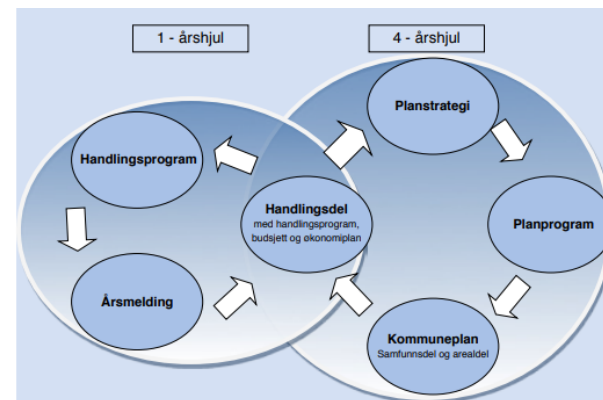 1 - årshjul
4 - årshjul
Planstrategi
Handlingsprogram
Handlingsdel
med handlingsprogram,
budsjett og økonomiplan
Planprogram
Årsmelding
Kommuneplan
Samfunnsdel og arealdel